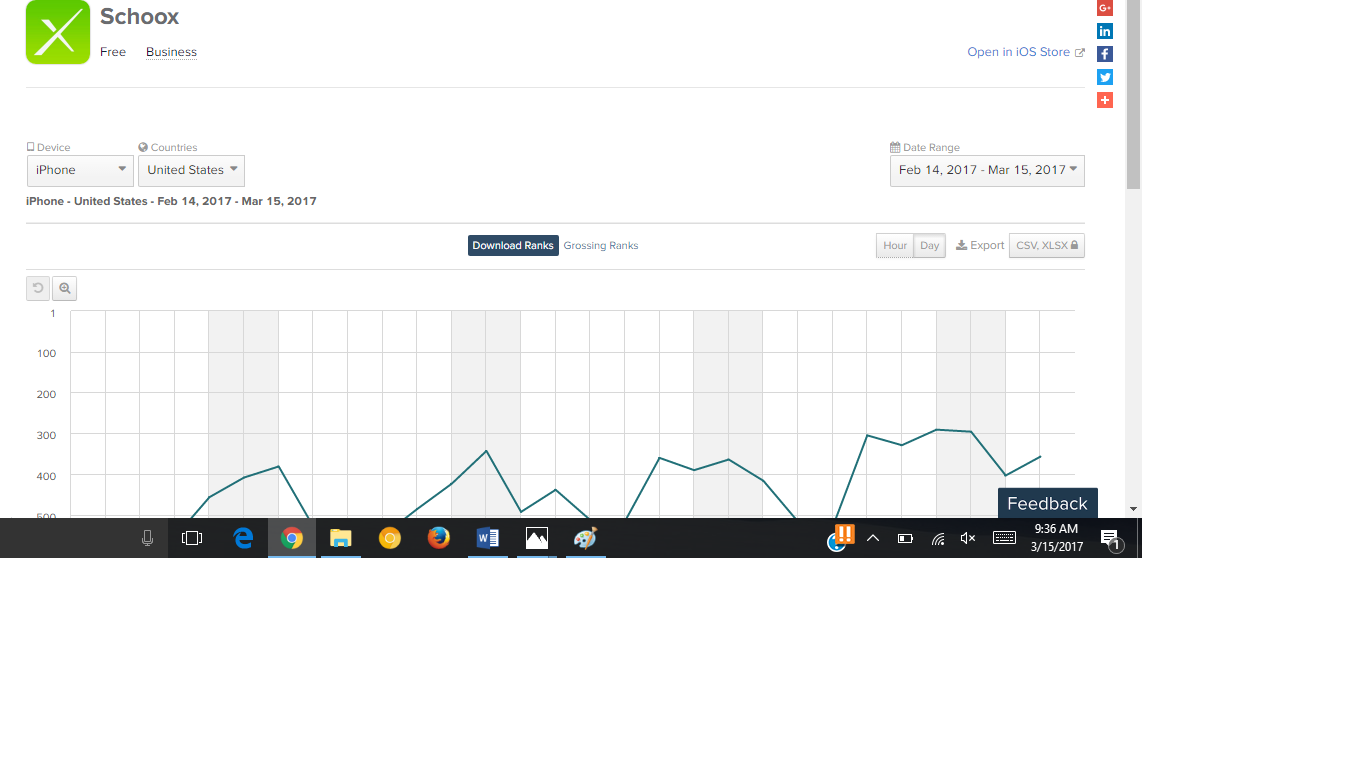 Schoox
Free Business
Open in iOS Store
Device Countries Date Range
iPhone United States Feb 14, 2017 - Mar 15, 2017
iPhone - United States - Feb 14, 2017 - Mar 15, 2017
Download Ranks Grossing Ranks Hour Day Export CSV, XLSX
1
100
200
300
400
500
Feedback
9:36 AM
3/15/2017
1